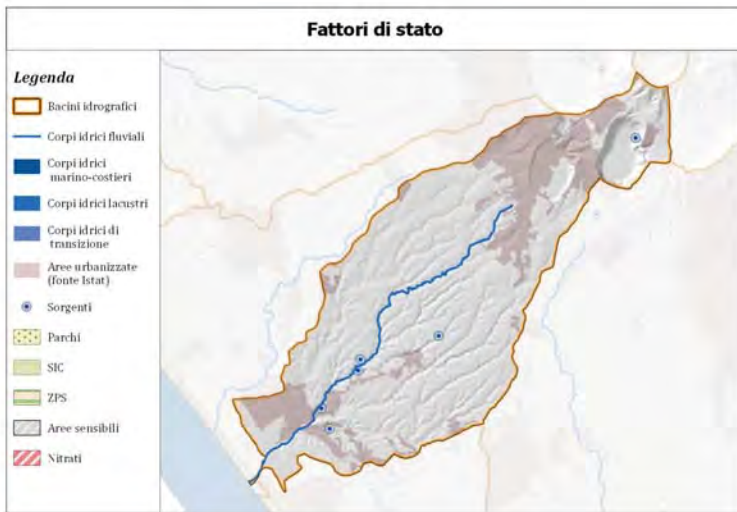 Fattori di stato
Legenda
Bacini idrografici
Corpi idrici fluviali
Corpi idrici
marino-costieri
Corpi idrici lacustri
Corpi idrici di
transizione
Aree urbanizzate
(fonte Istat)
Sorgenti
Parchi
SIC
ZPS
Aree sensibili
Nitrati